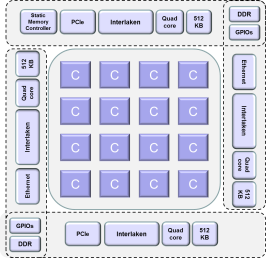 Static
Memory
Controller
PCIe
Interlaken
Quad
core
512
KB
DDR
GPIOs
512
KB
Quad
core
Interlaken
Ethernet
C C C C
C C C C
C C C C
C C C C
Ethernet
Interlaken
Quad
core
512
KB
GPIOs
DDR
PCIe
Interlaken
Quad
core
512
KB